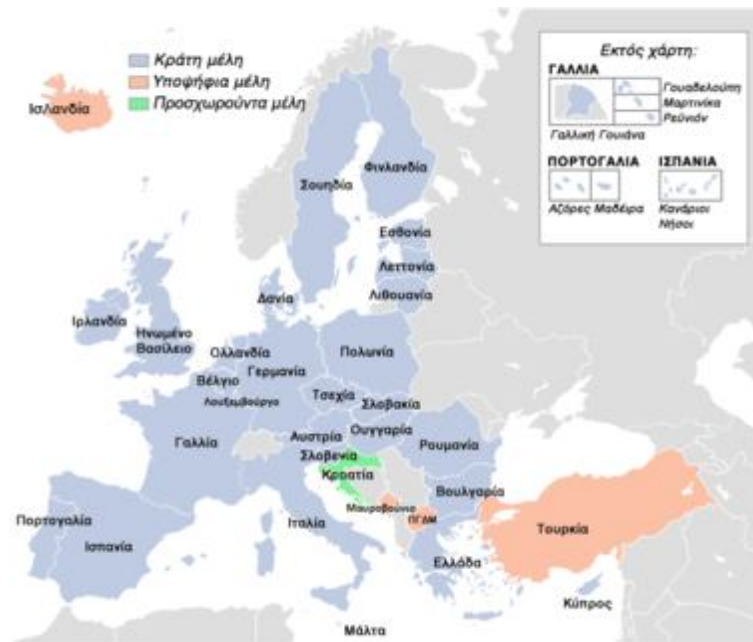 Κράτη μέλη
Υποψήφια μέλη
Προσχωρούντα μέλη
Εκτός χάρτη:
ΓΑΛΛΙΑ
Γουαδελούπη
Μαρτινίκα
Ρεϋνιόν
Γαλλική Γουιάνα
ΠΟΡΤΟΓΑΛΙΑ ΙΣΠΑΝΙΑ
Αζόρες Μαδέιρα
Κανάριοι
Νήσοι
Ισλανδία
Φινλανδία
Σουηδία
Εσθονία
Λεττονία
Λιθουανία
Δανία
Ιρλανδία
Ηνωμένο
Βασίλειο
Ολλανδία
Πολωνία
Γερμανία
Βέλγιο
Λουξεμβούργο
Τσεχία
Σλοβακία
Γαλλία
Αυστρία
Ουγγαρία
Ρουμανία
Σλοβενία
Κροατία
Βουλγαρία
Μαυροβούνιο
ΠΓΔΜ
Πορτογαλία
Ισπανία
Ιταλία
Τουρκία
Ελλάδα
Κύπρος
Μάλτα